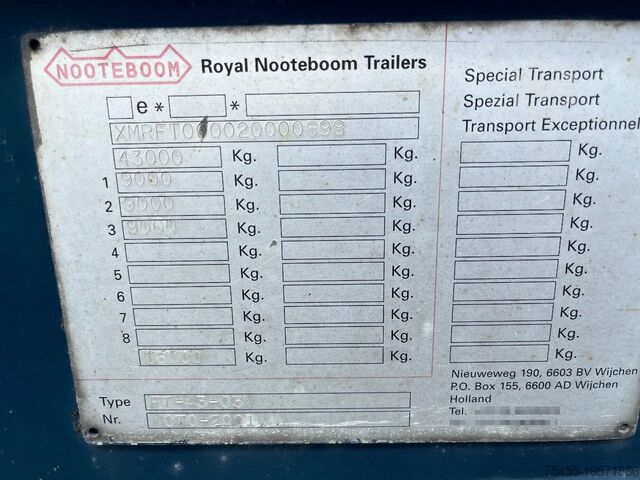 NOOTEBOOM Royal Nooteboom Trailers
Special Transport
Spezial Transport
Transport Exceptionnel
e* *
XMRFT000020000698
43000 Kg. Kg. Kg.
1 9000 Kg. Kg. Kg.
2 9000 Kg. Kg. Kg.
3 9000 Kg. Kg. Kg.
4 Kg. Kg. Kg.
5 Kg. Kg. Kg.
6 Kg. Kg. Kg.
7 Kg. Kg. Kg.
8 Kg. Kg. Kg.
Kg. Kg. Kg.
Nieuweweg 190, 6603 BV Wijchen
P.O. Box 155, 6600 AD Wijchen
Holland
Tel.
Type
Nr.